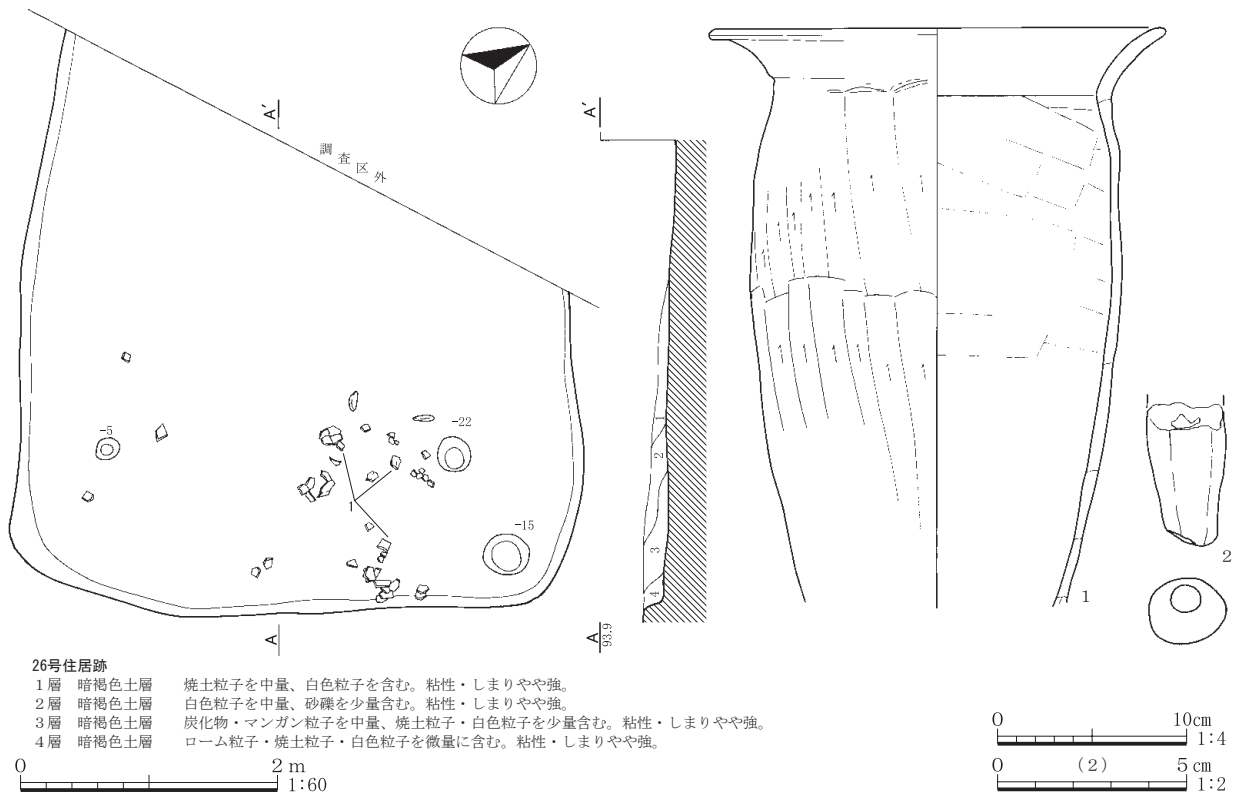 A′
A′
調査区外
-5
-22
1
-15
1
2
3
4
A
A
93.9
1
2
26号住居跡
1層 暗褐色土層 焼土粒子を中量、白色粒子を含む。粘性・しまりやや強。
2層 暗褐色土層 白色粒子を中量、砂礫を少量含む。粘性・しまりやや強。
3層 暗褐色土層 炭化物・マンガン粒子を中量、焼土粒子・白色粒子を少量含む。粘性・しまりやや強。
4層 暗褐色土層 ローム粒子・焼土粒子・白色粒子を微量に含む。粘性・しまりやや強。
0 2 m
1:60
0 10cm
1:4
0 (2) 5 cm
1:2